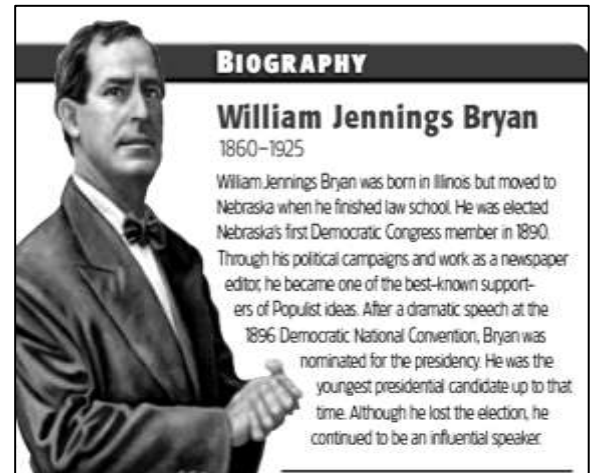 BIOGRAPHY
William Jennings Bryan
1860–1925
William Jennings Bryan was born in Illinois but moved to
Nebraska when he finished law school. He was elected
Nebraska's first Democratic Congress member in 1890.
Through his political campaigns and work as a newspaper
editor, he became one of the best-known support-
ers of Populist ideas. After a dramatic speech at the
1896 Democratic National Convention, Bryan was
nominated for the presidency. He was the
youngest presidential candidate up to that
time. Although he lost the election, he
continued to be an influential speaker.